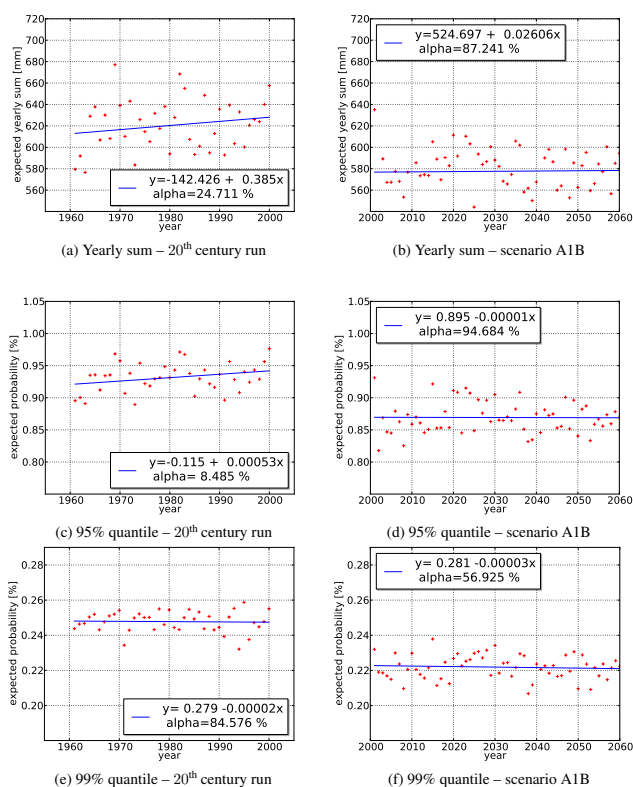 720
700
680
660
640
620
600
580
560
expected yearly sum [mm]
y=-142.426 + 0.385x
alpha=24.711 %
1960 1970 1980 1990 2000
year
(a) Yearly sum – 20th century run
720
700
680
660
640
620
600
580
560
expected yearly sum [mm]
y=524.697 + 0.02606x
alpha=87.241 %
2000 2010 2020 2030 2040 2050 2060
year
(b) Yearly sum – scenario A1B
1.05
1.00
0.95
0.90
0.85
0.80
expected probability [%]
y=-0.115 + 0.00053x
alpha= 8.485 %
1960 1970 1980 1990 2000
year
(c) 95% quantile – 20th century run
1.05
1.00
0.95
0.90
0.85
0.80
expected probability [%]
y= 0.895 -0.00001x
alpha=94.684 %
2000 2010 2020 2030 2040 2050 2060
year
(d) 95% quantile – scenario A1B
0.28
0.26
0.24
0.22
0.20
expected probability [%]
y= 0.279 -0.00002x
alpha=84.576 %
1960 1970 1980 1990 2000
year
(e) 99% quantile – 20th century run
0.28
0.26
0.24
0.22
0.20
expected probability [%]
y= 0.281 -0.00003x
alpha=56.925 %
2000 2010 2020 2030 2040 2050 2060
year
(f) 99% quantile – scenario A1B